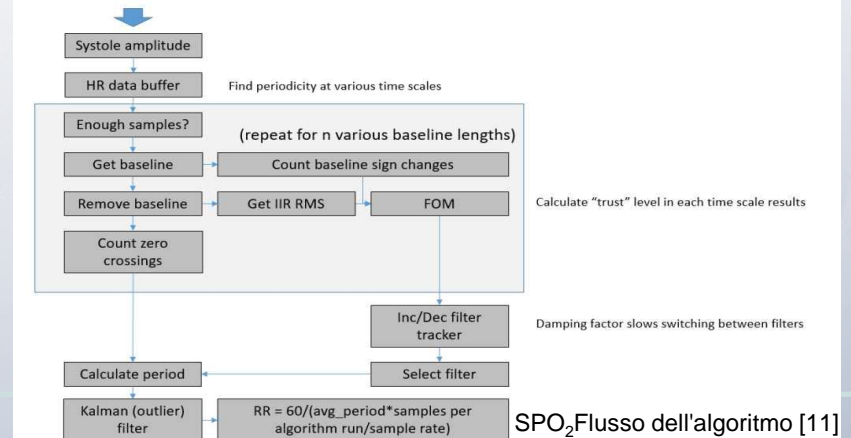 Systole amplitude
HR data buffer
Find periodicity at various time scales
Enough samples?
(repeat for n various baseline lengths)
Get baseline
Count baseline sign changes
Remove baseline
Get IIR RMS
FOM
Calculate “trust” level in each time scale results
Count zero
crossings
Inc/Dec filter
tracker
Damping factor slows switching between filters
Calculate period
Select filter
Kalman (outlier)
filter
RR = 60/(avg_period*samples per
algorithm run/sample rate)
SPO₂Flusso dell'algoritmo [11]